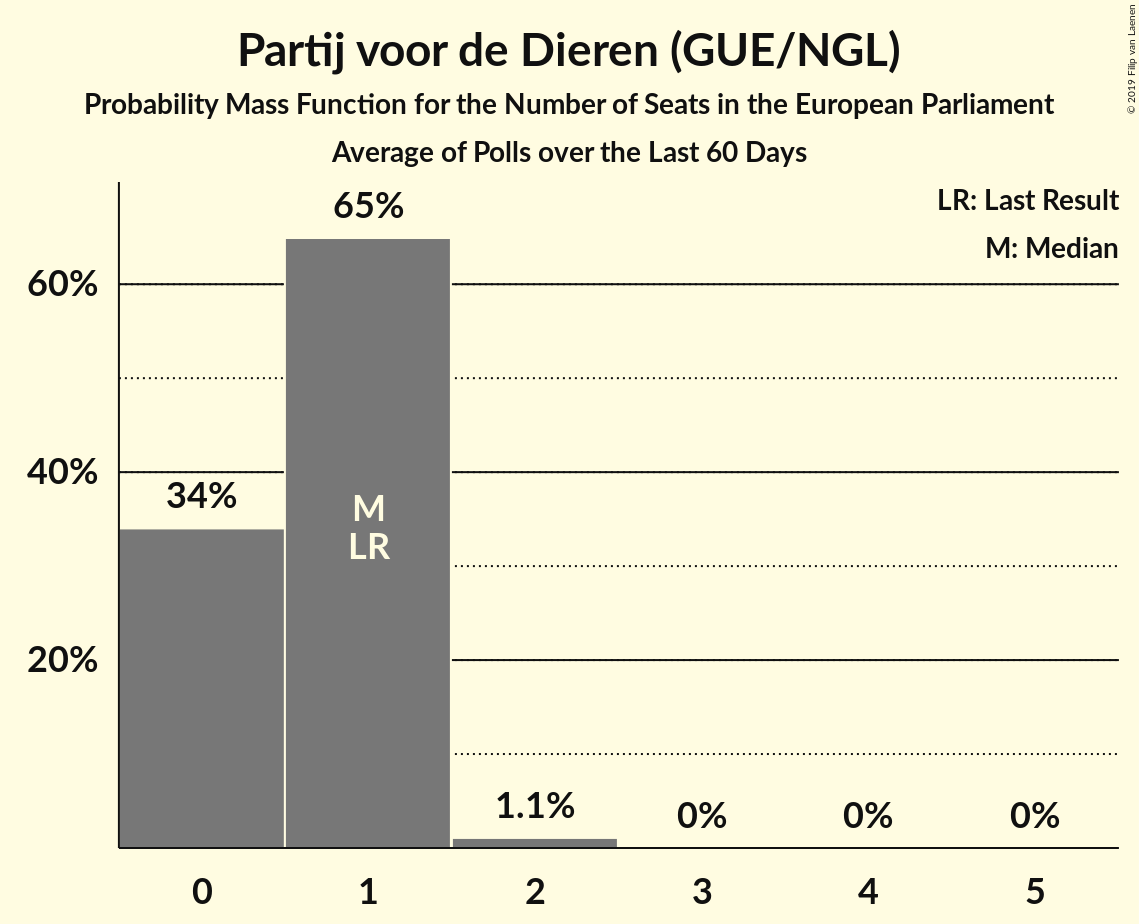 Partij voor de Dieren (GUE/NGL)
Probability Mass Function for the Number of Seats in the European Parliament
Average of Polls over the Last 60 Days
© 2019 Filip van Laenen
LR: Last Result
M: Median
65%
60%
40%
34%
M
LR
20%
1.1%
0%
0%
0%
0
1
2
3
4
5